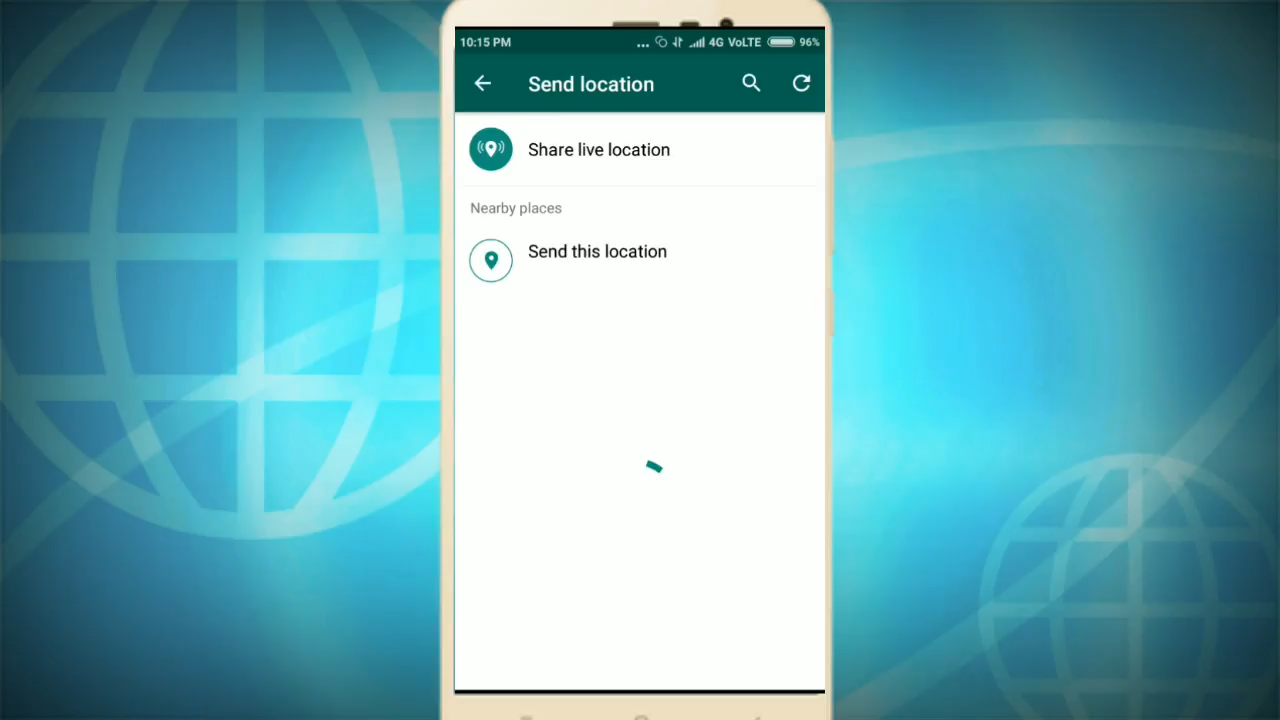 10:15 PM ... 4G VoLTE 96%
Send location
Share live location
Nearby places
Send this location